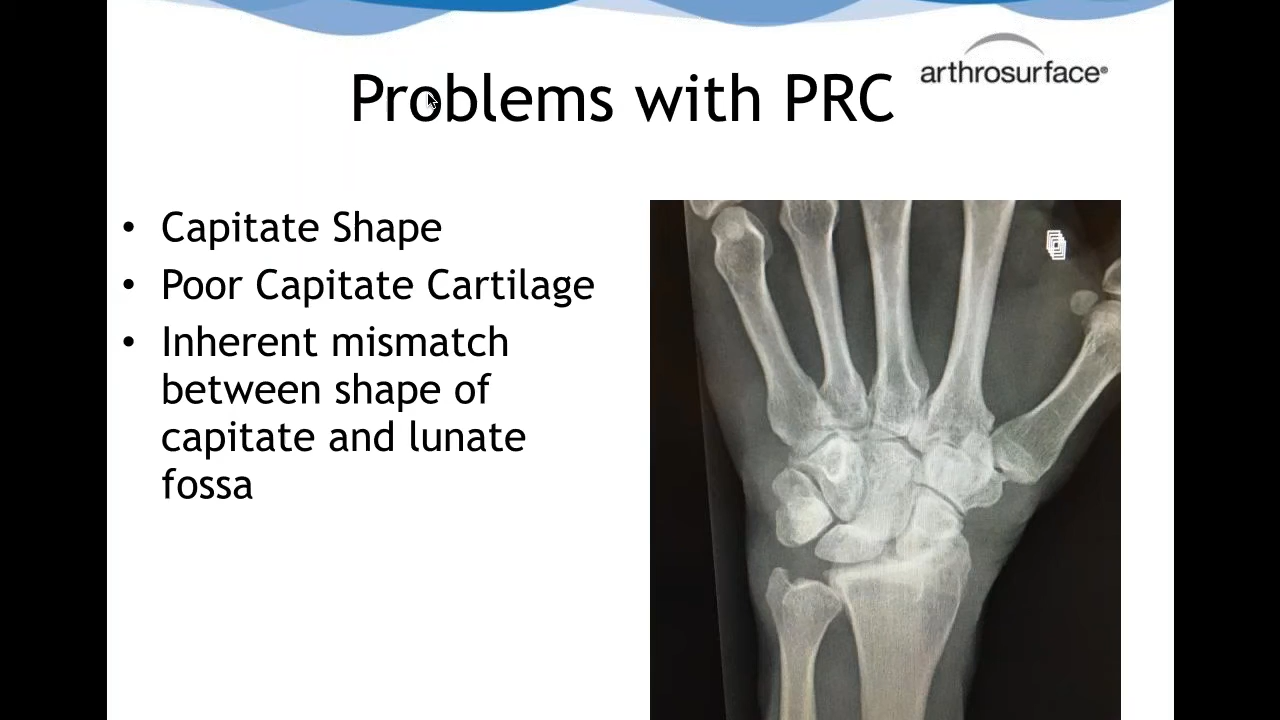 arthrosurface®
Problems with PRC
• Capitate Shape
• Poor Capitate Cartilage
• Inherent mismatch
between shape of
capitate and lunate
fossa